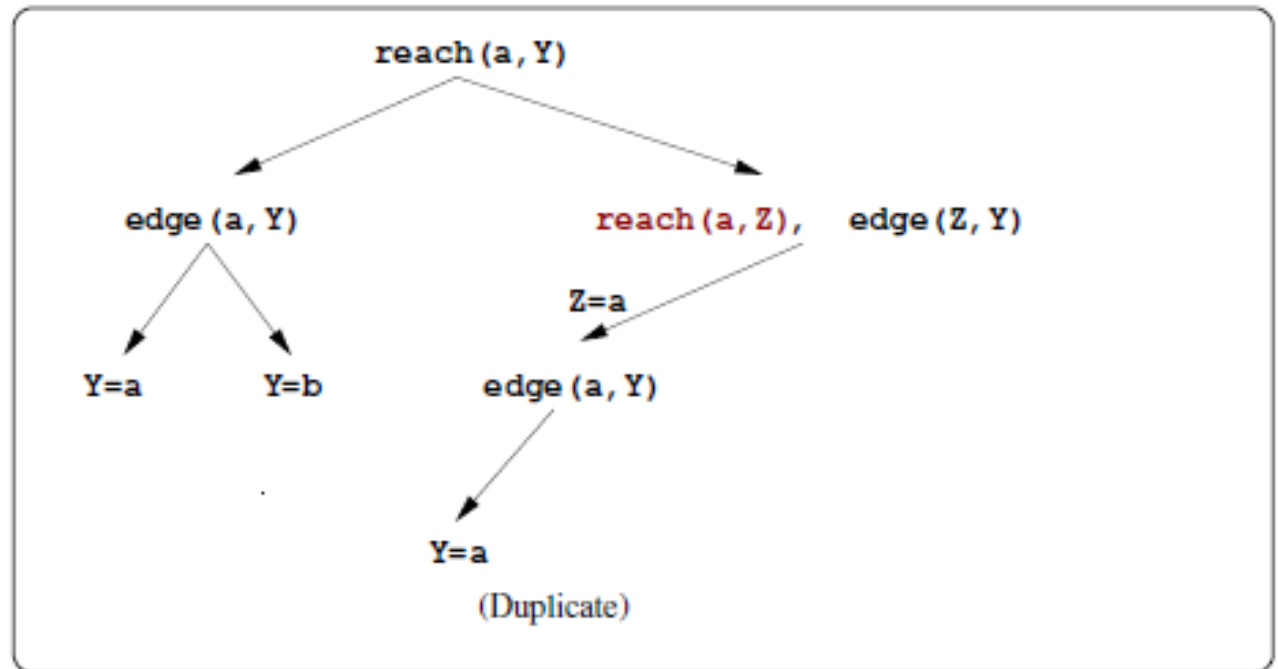 reach(a,Y)
edge(a,Y)
reach(a,Z), edge(Z,Y)
Z=a
Y=a
Y=b
edge(a,Y)
Y=a
(Duplicate)